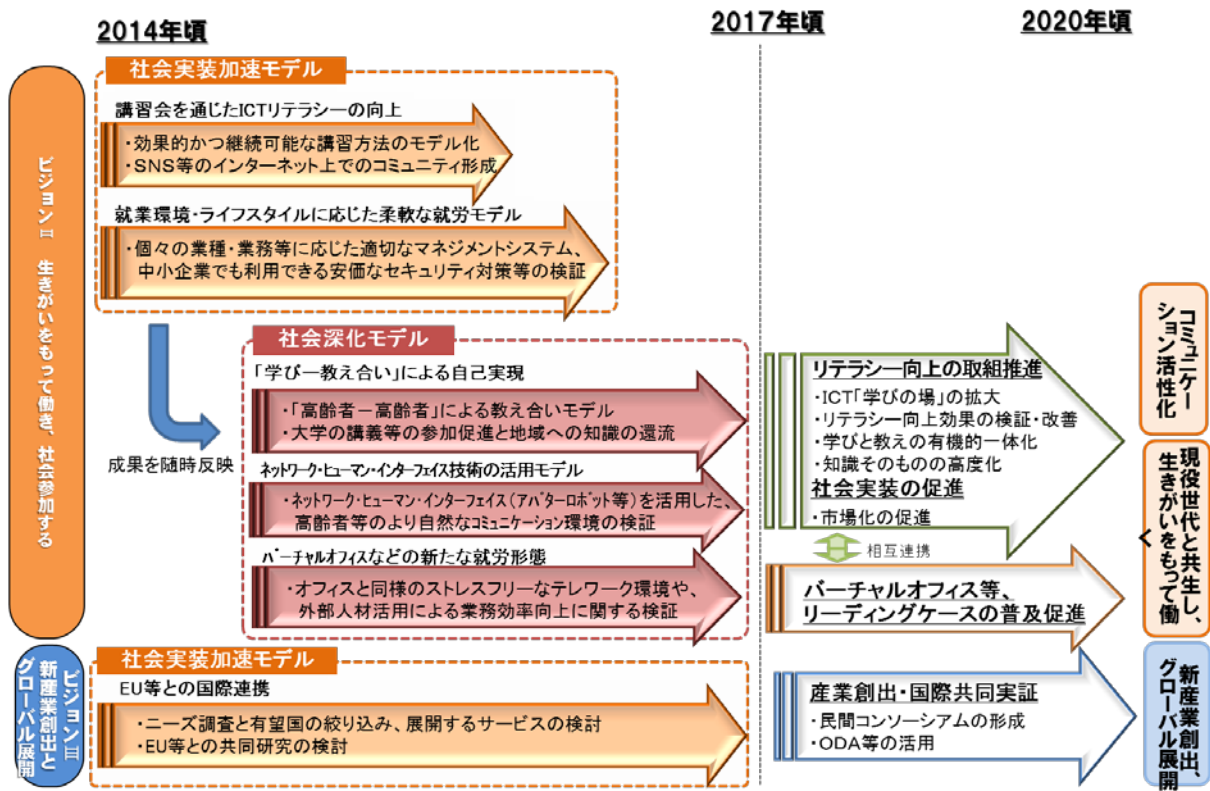 2014年頃
2017年頃
2020年頃
ビジョンⅡ 生きがいをもって働き、社会参加する
社会実装加速モデル
講習会を通じたICTリテラシーの向上
・効果的かつ継続可能な講習方法のモデル化
・SNS等のインターネット上でのコミュニティ形成
就業環境・ライフスタイルに応じた柔軟な就労モデル
・個々の業種・業務等に応じた適切なマネジメントシステム、
中小企業でも利用できる安価なセキュリティ対策等の検証
成果を随時反映
社会深化モデル
「学び―教え合い」による自己実現
・「高齢者－高齢者」による教え合いモデル
・大学の講義等の参加促進と地域への知識の還流
ネットワーク・ヒューマン・インターフェイス技術の活用モデル
・ネットワーク・ヒューマン・インターフェイス（アバターロボット等）を活用した、
高齢者等のより自然なコミュニケーション環境の検証
バーチャルオフィスなどの新たな就労形態
・オフィスと同様のストレスフリーなテレワーク環境や、
外部人材活用による業務効率向上に関する検証
リテラシー向上の取組推進
・ICT「学びの場」の拡大
・リテラシー向上効果の検証・改善
・学びと教えの有機的一体化
・知識そのものの高度化
社会実装の促進
・市場化の促進
相互連携
バーチャルオフィス等、
リーディングケースの普及促進
コミュニケー
ション活性化
現役世代と共生し、
生きがいをもって働
く
ビジョンⅢ
新産業創出と
グローバル展開
社会実装加速モデル
EU等との国際連携
・ニーズ調査と有望国の絞り込み、展開するサービスの検討
・EU等との共同研究の検討
産業創出・国際共同実証
・民間コンソーシアムの形成
・ODA等の活用
新産業創出、
グローバル展開